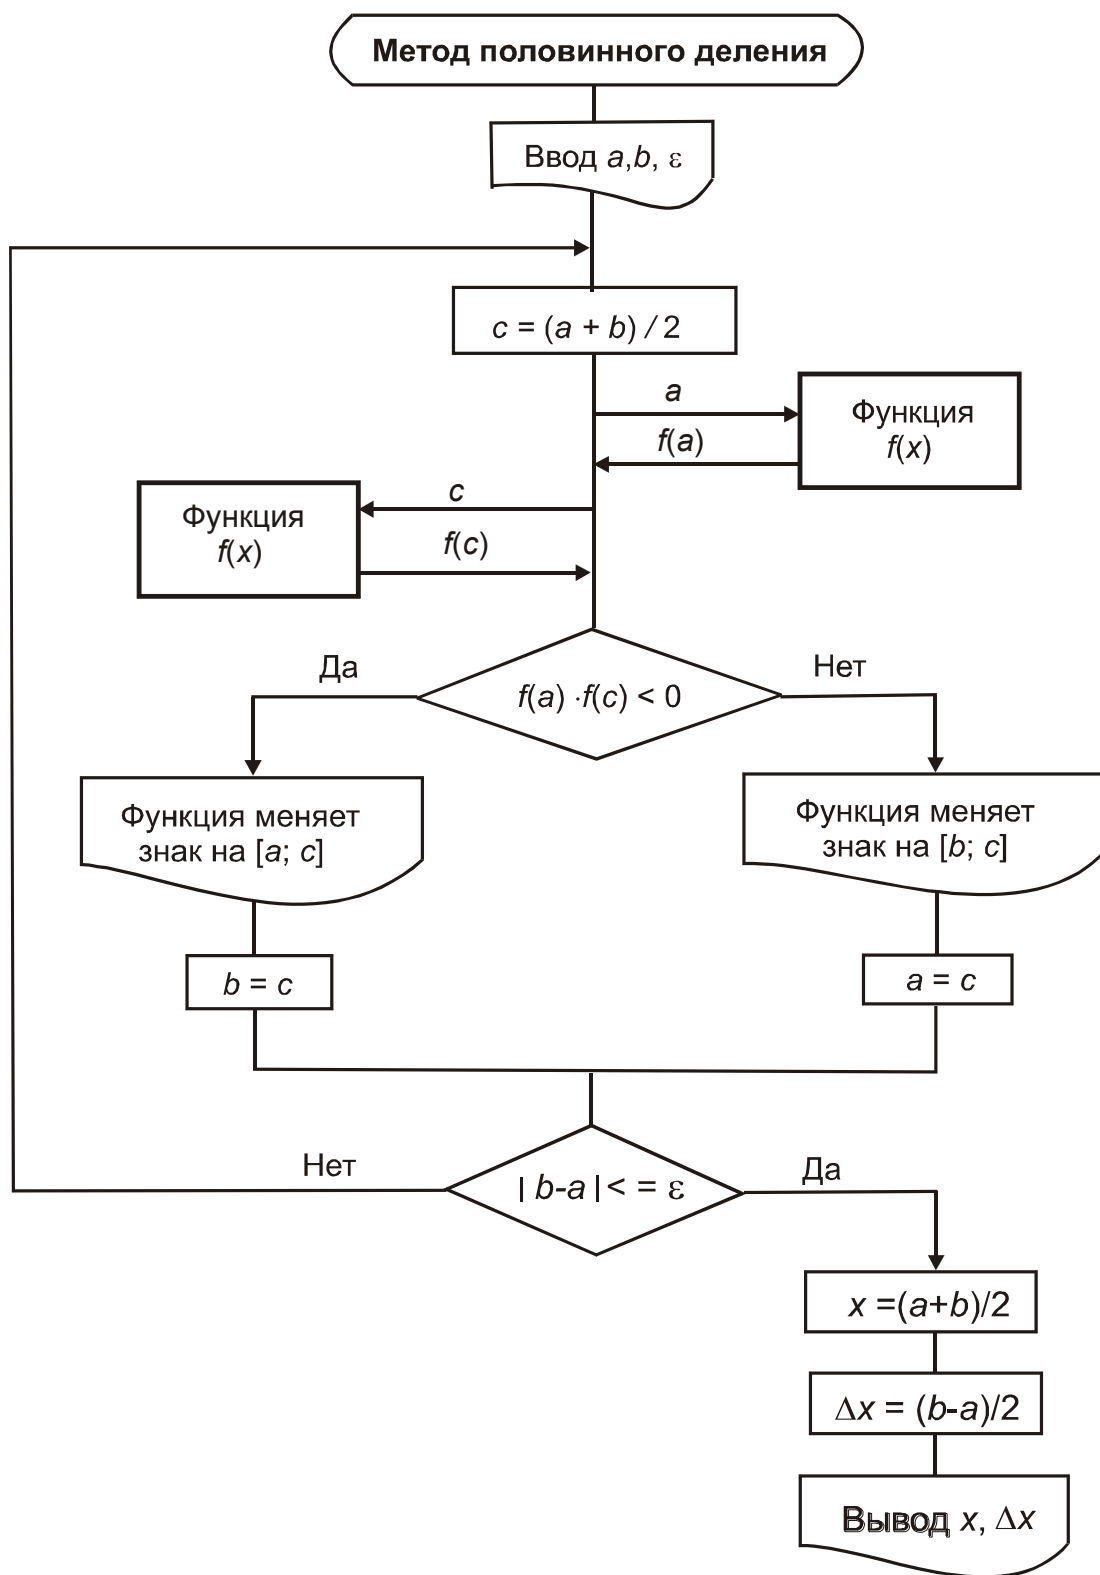 Метод половинного деления
Ввод a,b, ε
c = (a + b) / 2
a
Функция
f(x)
f(a)
c
Функция
f(x)
f(c)
Да
Нет
f(a) ·f(c) < 0
Функция меняет
знак на [a; c]
Функция меняет
знак на [b; c]
b = c
a = c
Нет
| b-a | < = ε
Да
x =(a+b)/2
Δx = (b-a)/2
Вывод x, Δx